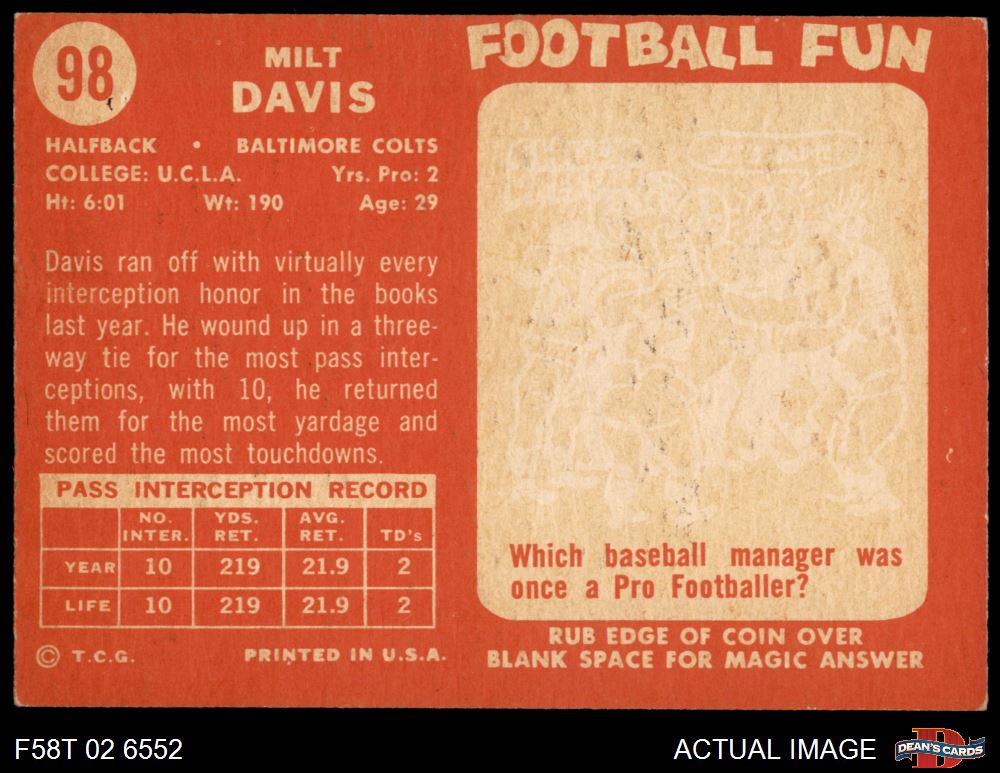 98
MILT
DAVIS
HALFBACK • BALTIMORE COLTS
COLLEGE: U.C.L.A. Yrs. Pro: 2
Ht: 6:01 Wt: 190 Age: 29
Davis ran off with virtually every
interception honor in the books
last year. He wound up in a three-
way tie for the most pass inter-
ceptions, with 10, he returned
them for the most yardage and
scored the most touchdowns.
PASS INTERCEPTION RECORD
NO. INTER. YDS. RET. AVG. RET. TD's
YEAR 10 219 21.9 2
LIFE 10 219 21.9 2
© T.C.G. PRINTED IN U.S.A.
FOOTBALL FUN
Which baseball manager was
once a Pro Footballer?
RUB EDGE OF COIN OVER
BLANK SPACE FOR MAGIC ANSWER
F58T 02 6552
ACTUAL IMAGE
DEAN'S CARDS